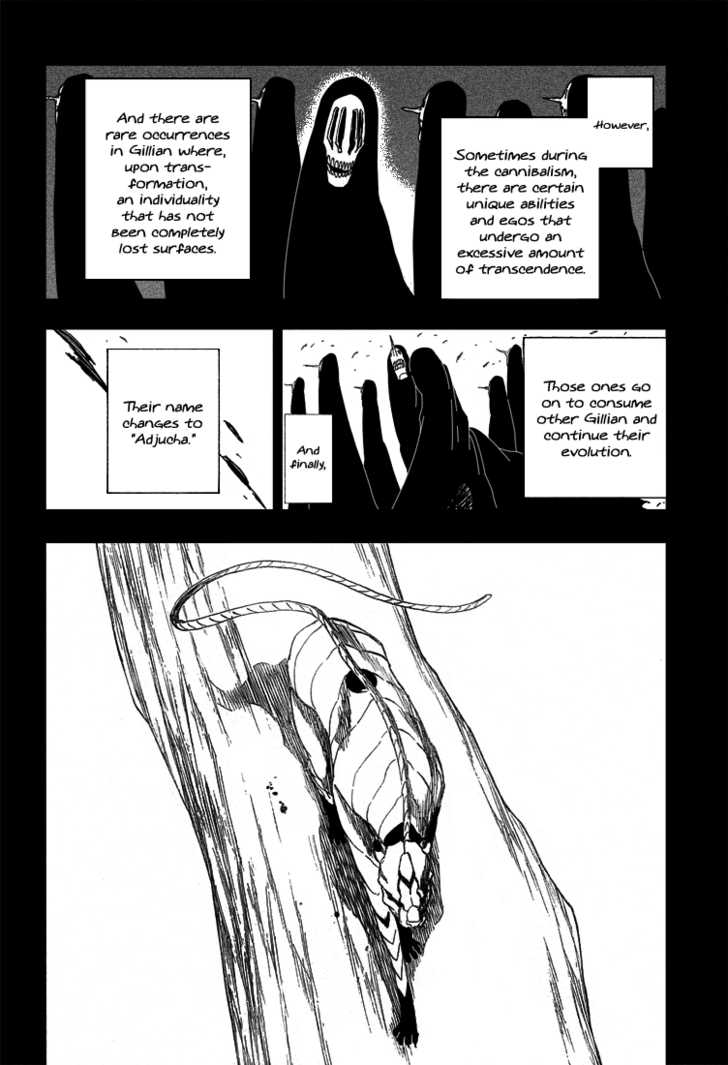 However,
Sometimes during
the cannibalism,
there are certain
unique abilities
and egos that
undergo an
excessive amount
of transcendence.
And there are
rare occurrences
in Gillian where,
upon trans-
formation,
an individuality
that has not
been completely
lost surfaces.
Those ones go
on to consume
other Gillian and
continue their
evolution.
And
finally,
Their name
changes to
"Adjucha."